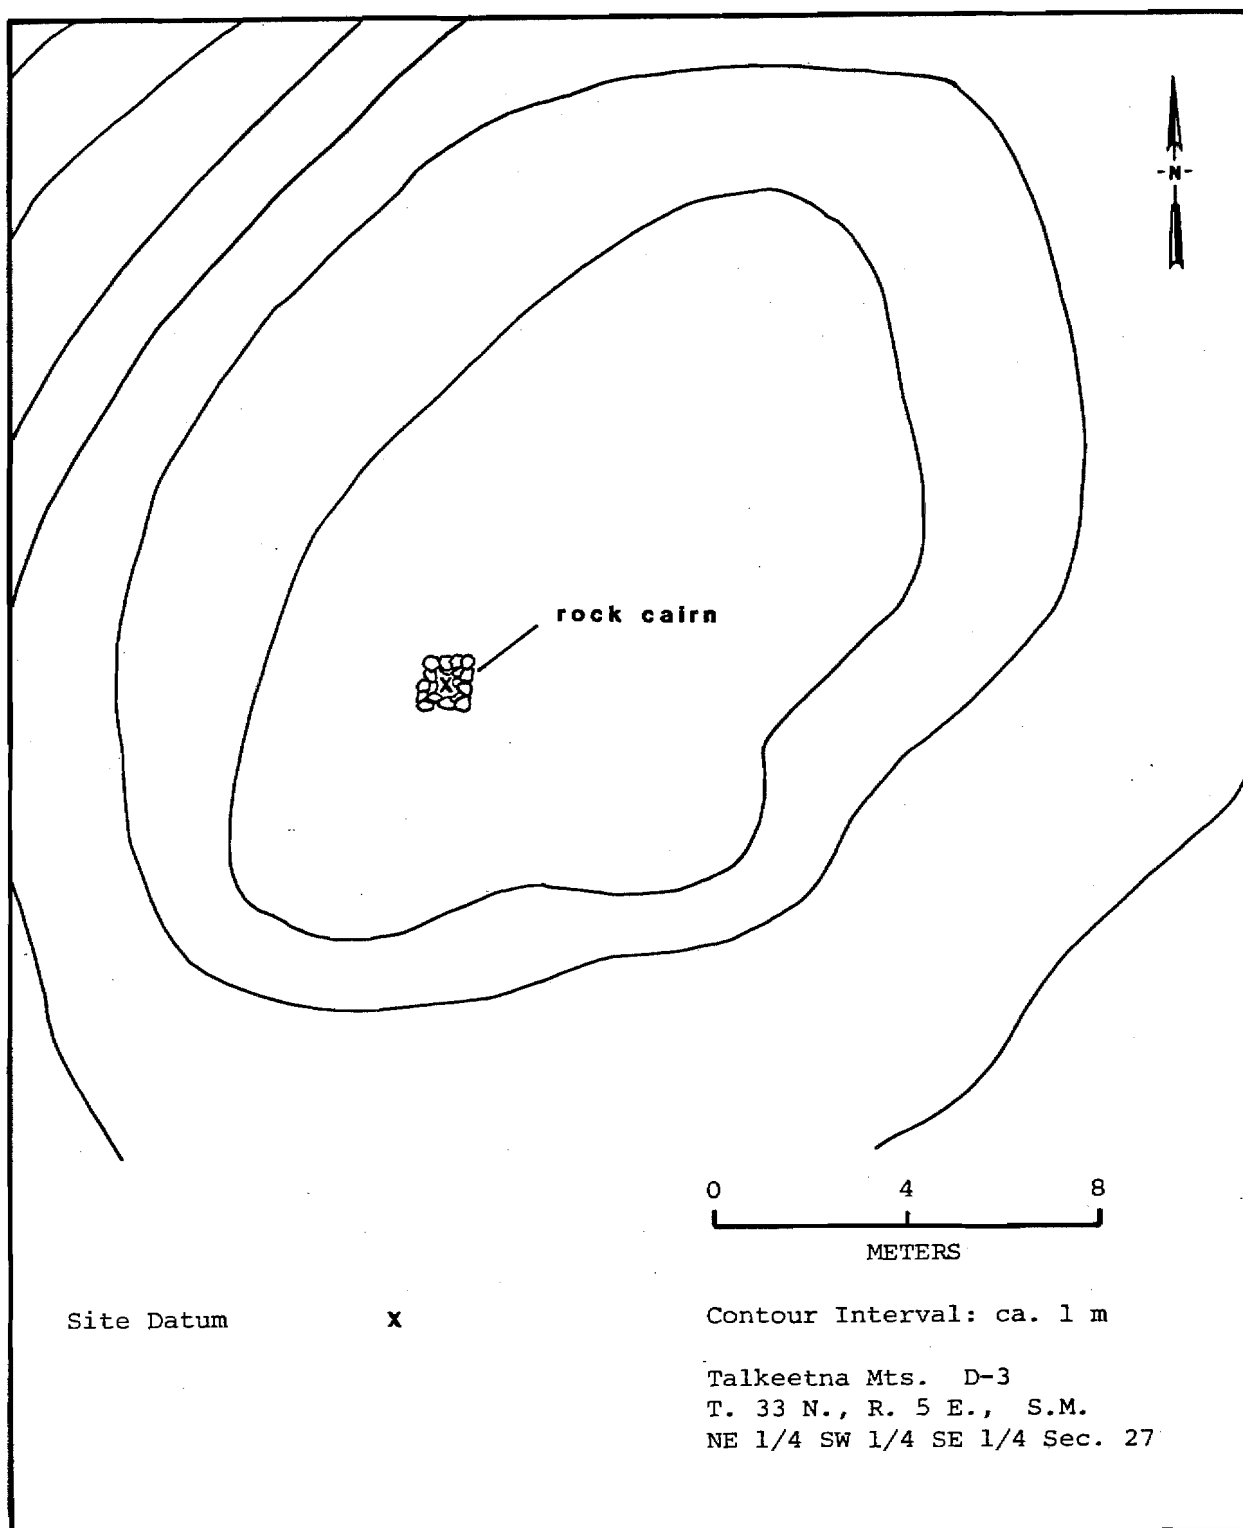 -N-
rock cairn
X
0 4 8
METERS
Site Datum X
Contour Interval: ca. 1 m
Talkeetna Mts. D-3
T. 33 N., R. 5 E., S.M.
NE 1/4 SW 1/4 SE 1/4 Sec. 27